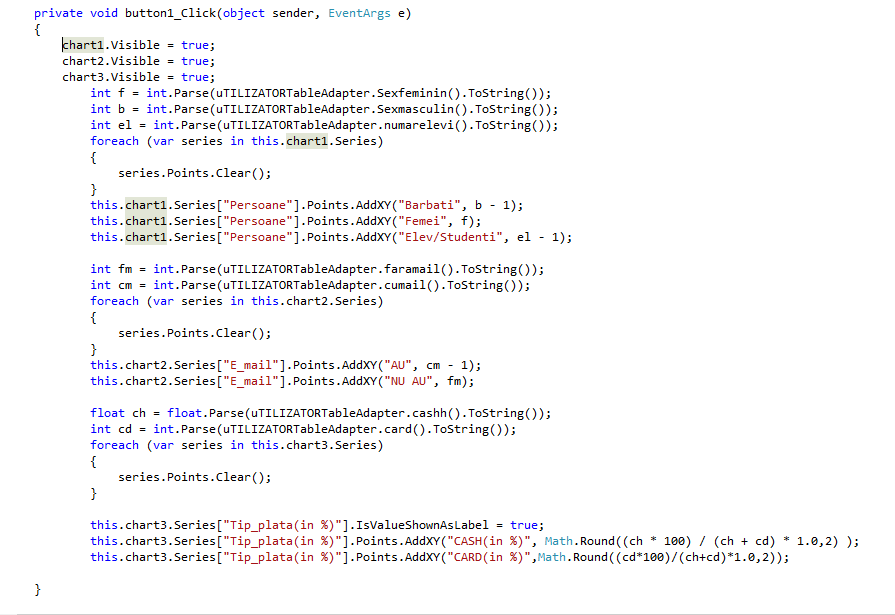 private void button1_Click(object sender, EventArgs e)
{
chart1.Visible = true;
chart2.Visible = true;
chart3.Visible = true;
int f = int.Parse(uTILIZATORTableAdapter.Sexfeminin().ToString());
int b = int.Parse(uTILIZATORTableAdapter.Sexmasculin().ToString());
int el = int.Parse(uTILIZATORTableAdapter.numarelevi().ToString());
foreach (var series in this.chart1.Series)
{
series.Points.Clear();
}
this.chart1.Series["Persoane"].Points.AddXY("Barbati", b - 1);
this.chart1.Series["Persoane"].Points.AddXY("Femei", f);
this.chart1.Series["Persoane"].Points.AddXY("Elev/Studenti", el - 1);
int fm = int.Parse(uTILIZATORTableAdapter.faramail().ToString());
int cm = int.Parse(uTILIZATORTableAdapter.cumail().ToString());
foreach (var series in this.chart2.Series)
{
series.Points.Clear();
}
this.chart2.Series["E_mail"].Points.AddXY("AU", cm - 1);
this.chart2.Series["E_mail"].Points.AddXY("NU AU", fm);
float ch = float.Parse(uTILIZATORTableAdapter.cashh().ToString());
int cd = int.Parse(uTILIZATORTableAdapter.card().ToString());
foreach (var series in this.chart3.Series)
{
series.Points.Clear();
}
this.chart3.Series["Tip_plata(in %)"].IsValueShownAsLabel = true;
this.chart3.Series["Tip_plata(in %)"].Points.AddXY("CASH(in %)", Math.Round((ch * 100) / (ch + cd) * 1.0,2) );
this.chart3.Series["Tip_plata(in %)"].Points.AddXY("CARD(in %)",Math.Round((cd*100)/(ch+cd)*1.0,2));
}